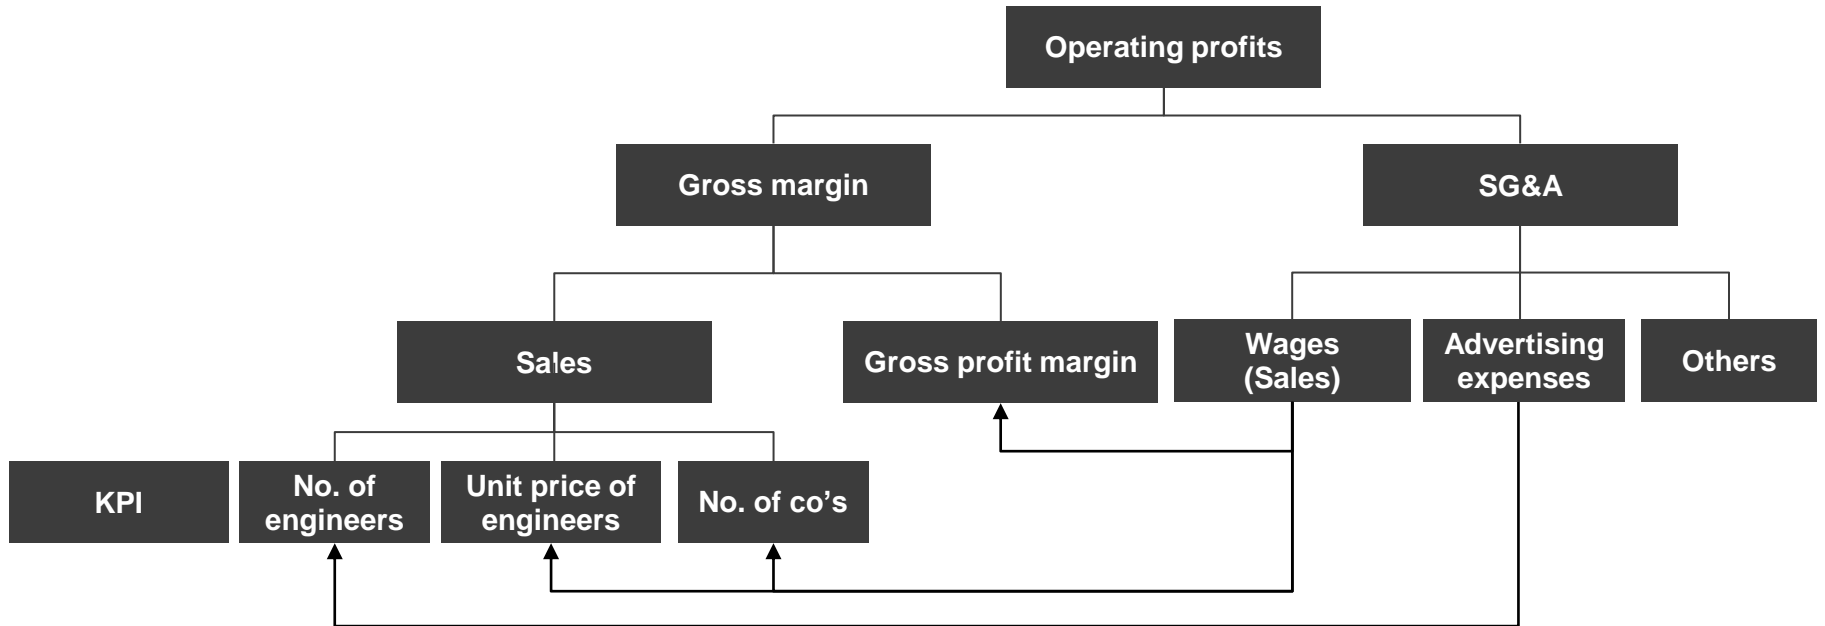 Operating profits
Gross margin
SG&A
Sales
Gross profit margin
Wages
(Sales)
Advertising
expenses
Others
KPI
No. of
engineers
Unit price of
engineers
No. of co’s